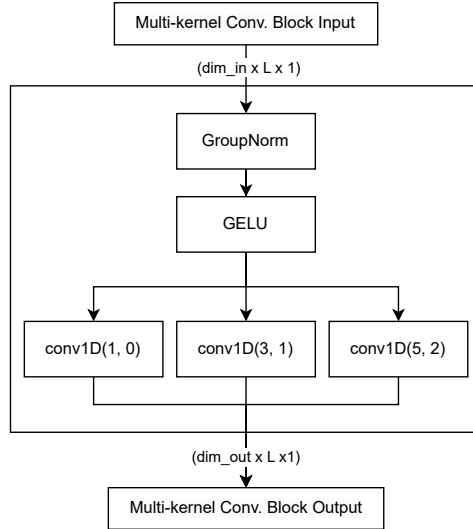 Multi-kernel Conv. Block Input
(dim_in x L x 1)
GroupNorm
GELU
conv1D(1, 0)
conv1D(3, 1)
conv1D(5, 2)
(dim_out x L x1)
Multi-kernel Conv. Block Output